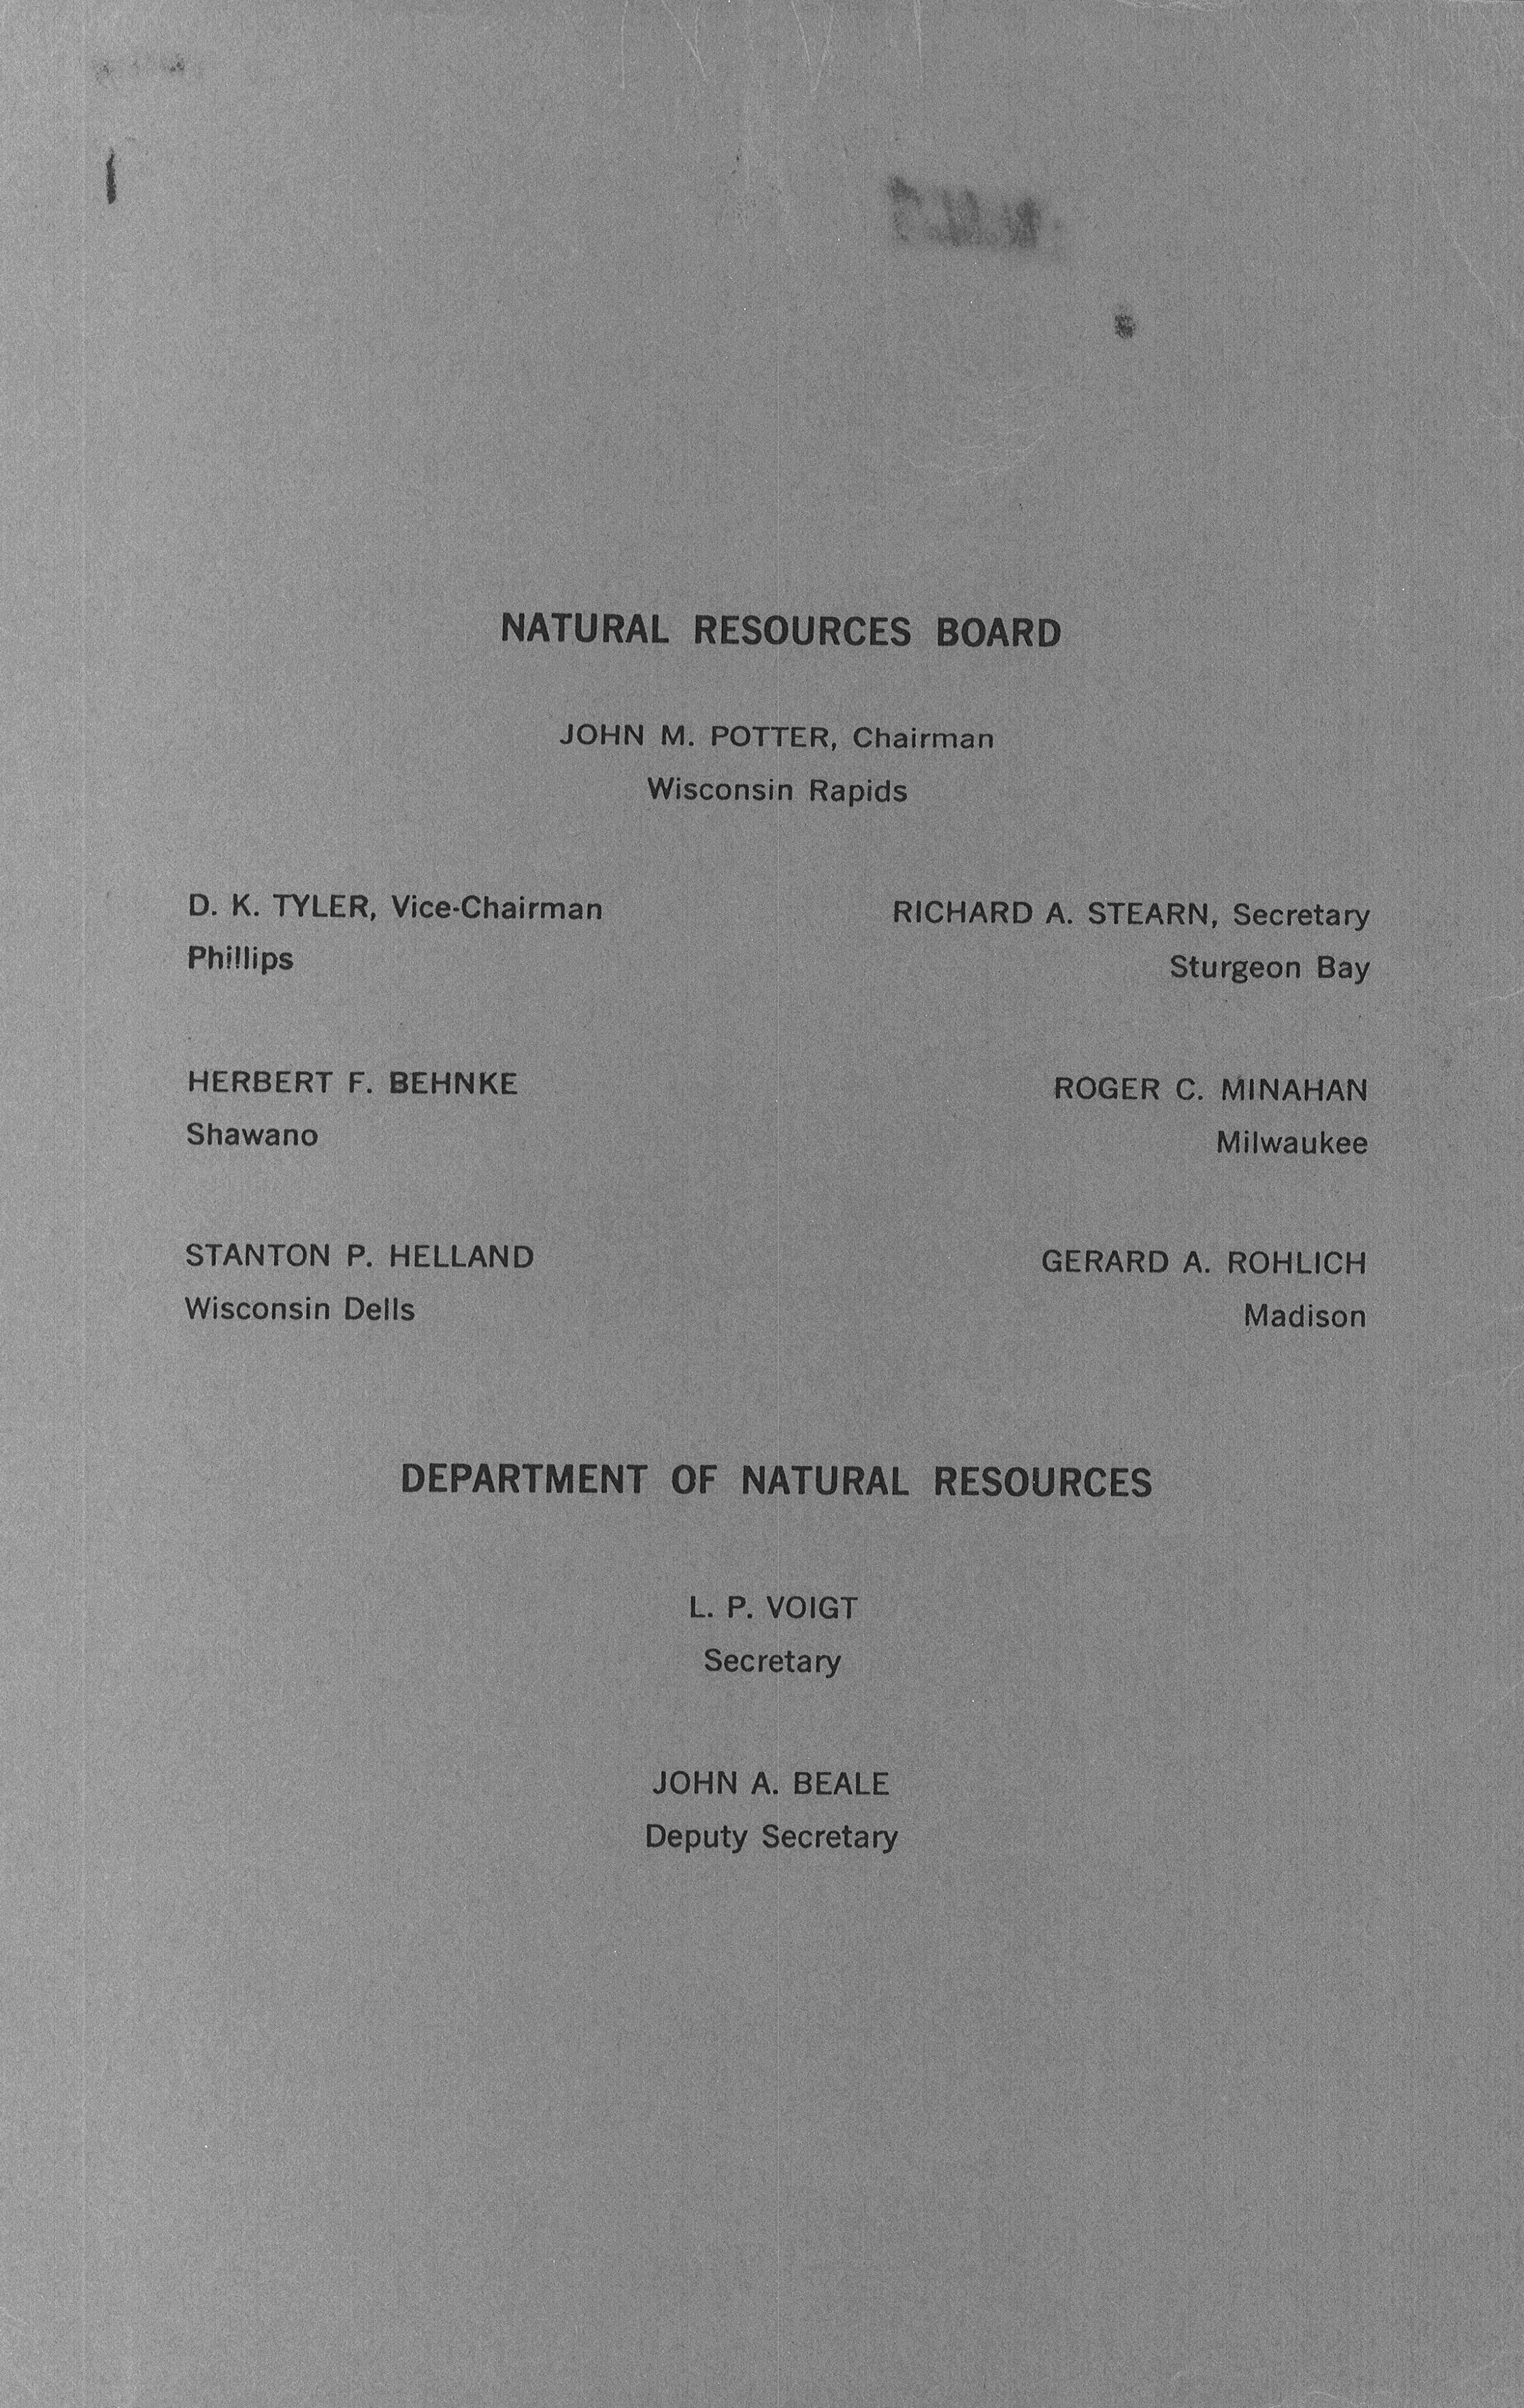 NATURAL RESOURCES BOARD
JOHN M. POTTER, Chairman
Wisconsin Rapids
D. K. TYLER, Vice-Chairman
Phillips
RICHARD A. STEARN, Secretary
Sturgeon Bay
HERBERT F. BEHNKE
Shawano
ROGER C. MINAHAN
Milwaukee
STANTON P. HELLAND
Wisconsin Dells
GERARD A. ROHLICH
Madison
DEPARTMENT OF NATURAL RESOURCES
L. P. VOIGT
Secretary
JOHN A. BEALE
Deputy Secretary